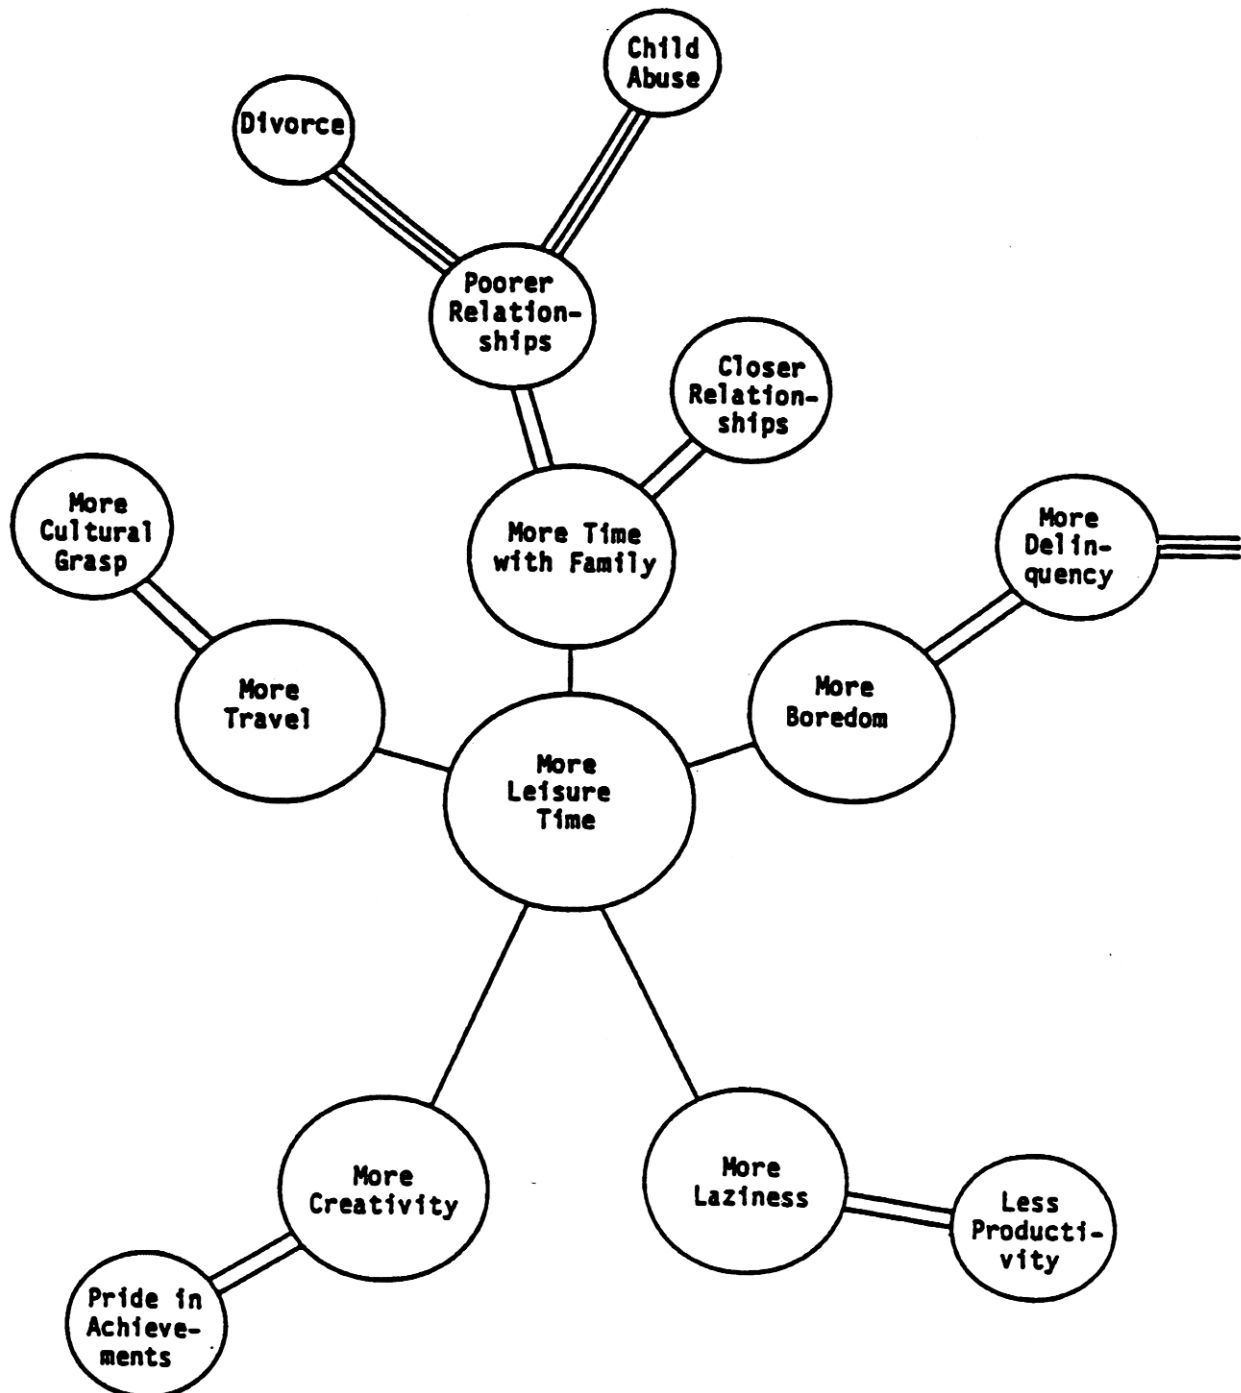 Child
Abuse
Divorce
Poorer
Relation-
ships
Closer
Relation-
ships
More
Cultural
Grasp
More Time
with Family
More
Delin-
quency
More
Travel
More
Boredom
More
Leisure
Time
More
Creativity
More
Laziness
Less
Producti-
vity
Pride in
Achieve-
ments